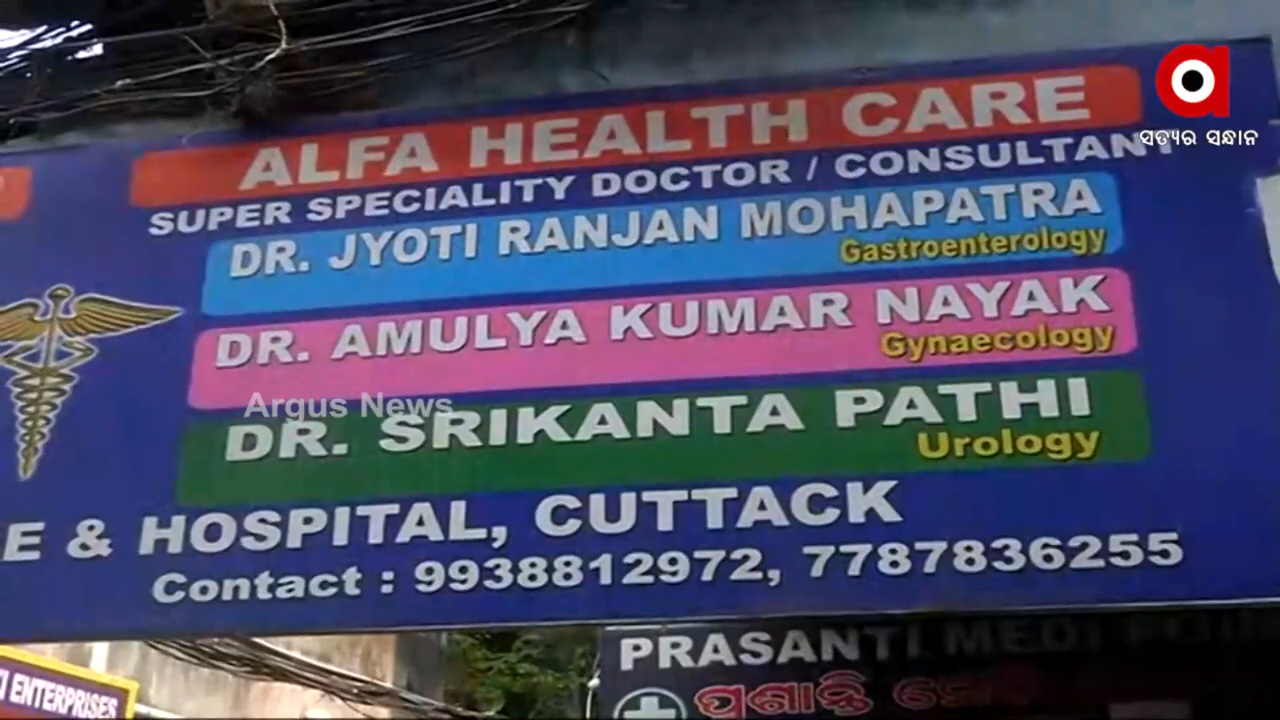 ALFA HEALTH CARE
SUPER SPECIALITY DOCTOR / CONSULTANT
ସତ୍ୟର ସନ୍ଧାନ
DR. JYOTI RANJAN MOHAPATRA
Gastroenterology
DR. AMULYA KUMAR NAYAK
Gynaecology
Argus News
DR. SRIKANTA PATHI
Urology
& HOSPITAL, CUTTACK
Contact : 9938812972, 7787836255
PRASANTI MEDI
ପ୍ରଶାନ୍ତି
ENTERPRISES